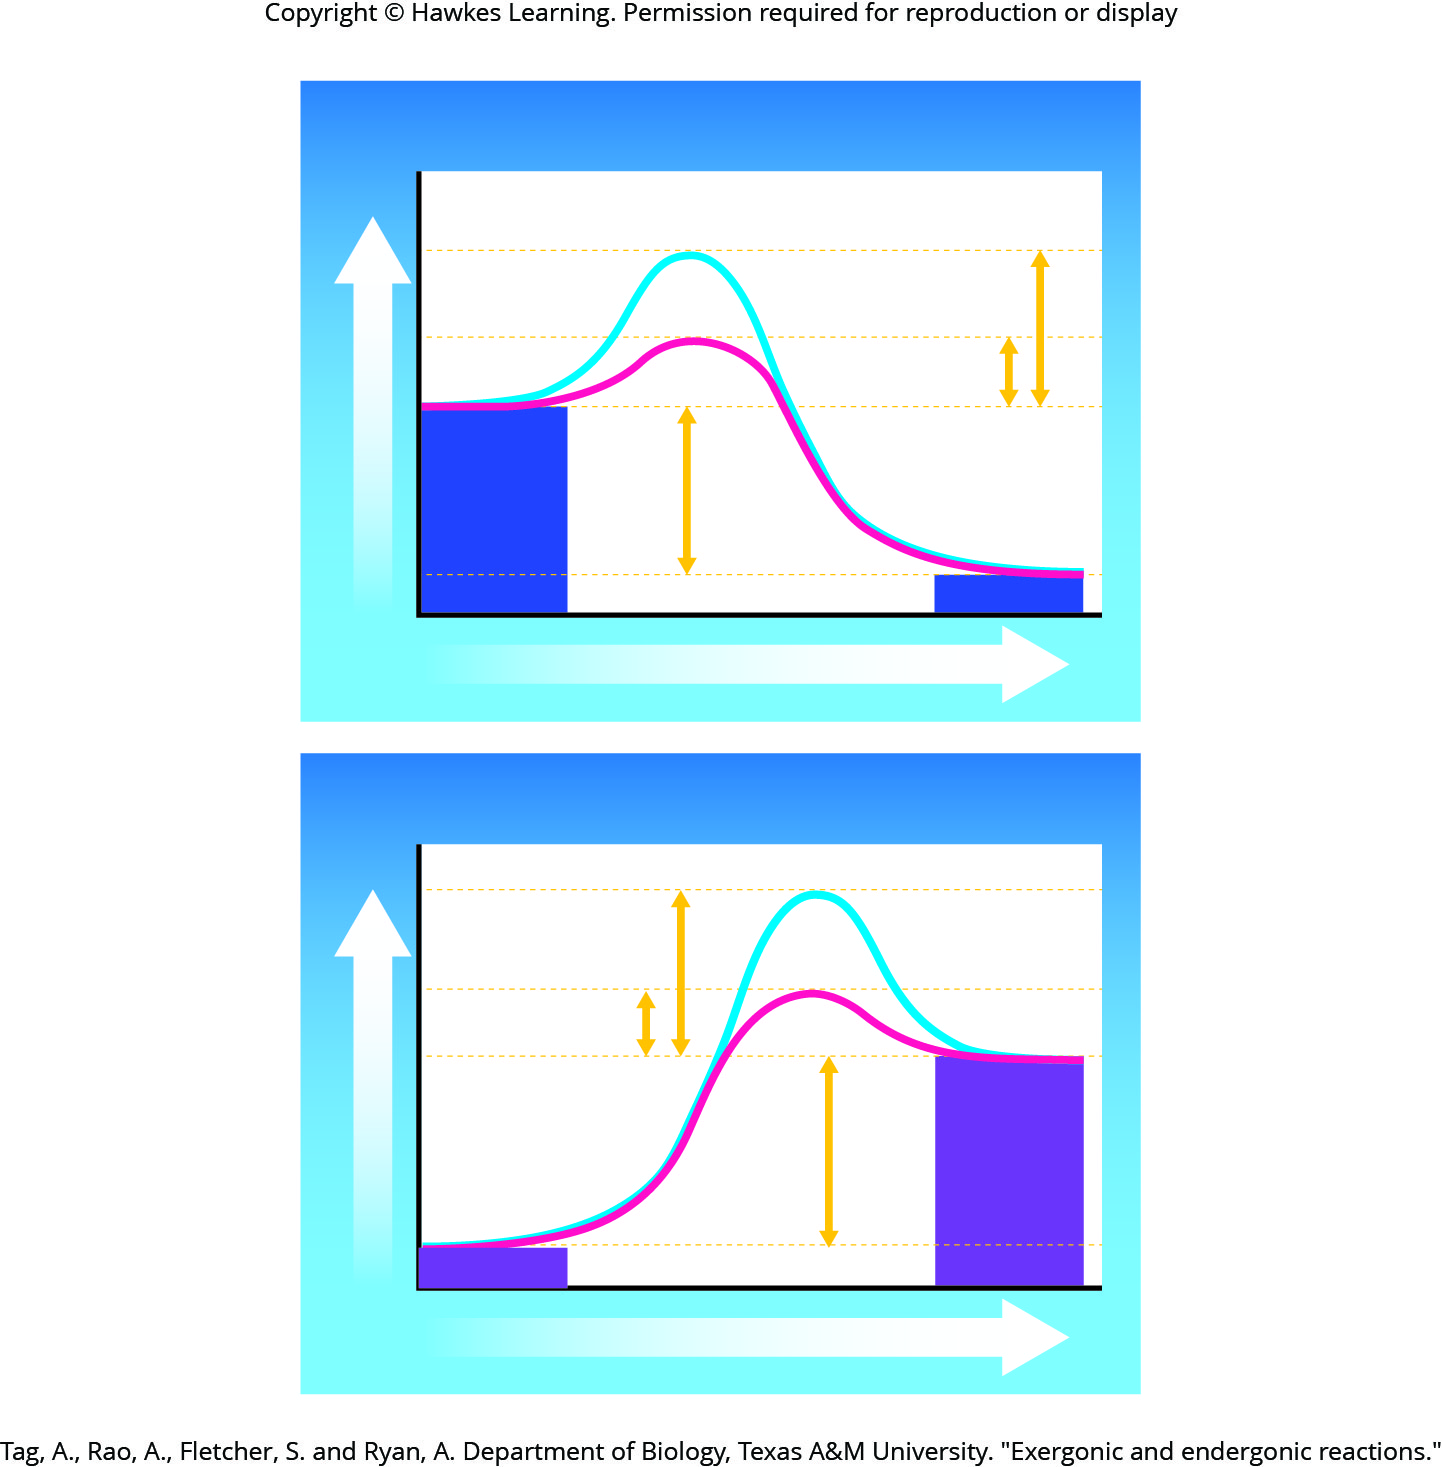 Copyright © Hawkes Learning. Permission required for reproduction or display
Tag, A., Rao, A., Fletcher, S. and Ryan, A. Department of Biology, Texas A&M University. "Exergonic and endergonic reactions."